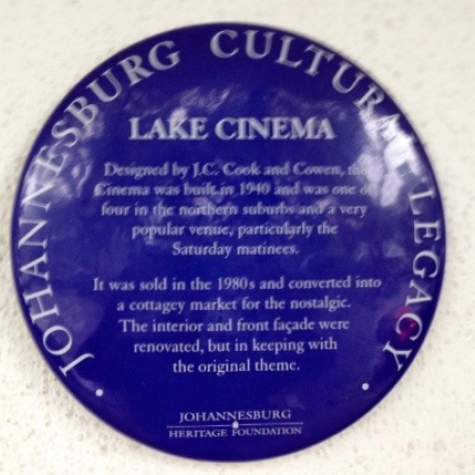 JOHANNESBURG CULTURAL LEGACY
LAKE CINEMA
Designed by J.C. Cook and Cowen, the
Cinema was built in 1940 and was one of
four in the northern suburbs and a very
popular venue, particularly the
Saturday matinees.
It was sold in the 1980s and converted into
a cottagey market for the nostalgic.
The interior and front façade were
renovated, but in keeping with
the original theme.
JOHANNESBURG
HERITAGE FOUNDATION